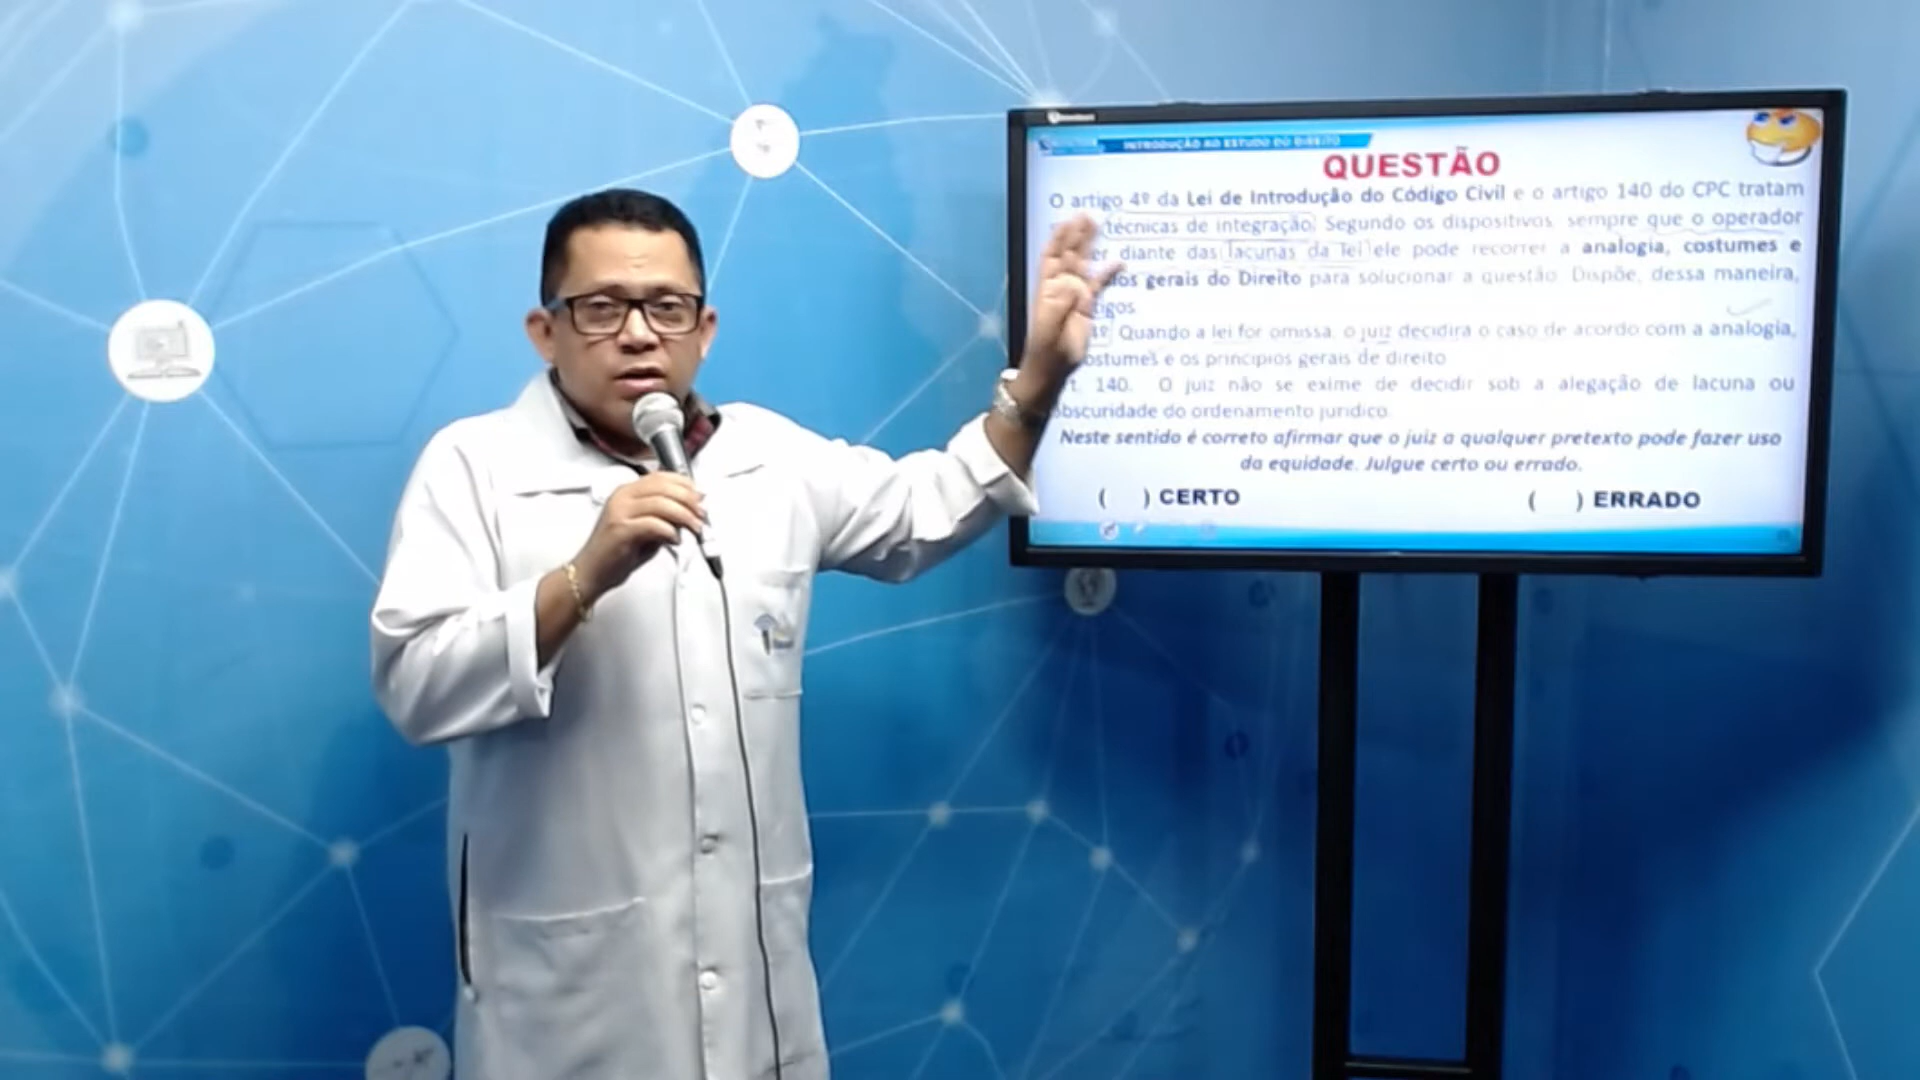 INTRODUÇÃO AO ESTUDO DO DIREITO
QUESTÃO
O artigo 4º da Lei de Introdução do Código Civil e o artigo 140 do CPC tratam
técnicas de integração. Segundo os dispositivos, sempre que o operador
er diante das lacunas da lei ele pode recorrer a analogia, costumes e
ios gerais do Direito para solucionar a questão. Dispõe, dessa maneira,
tigos
4º Quando a lei for omissa, o juiz decidirá o caso de acordo com a analogia,
ostumes e os princípios gerais de direito
t. 140. O juiz não se exime de decidir sob a alegação de lacuna ou
obscuridade do ordenamento jurídico.
Neste sentido é correto afirmar que o juiz a qualquer pretexto pode fazer uso
da equidade. Julgue certo ou errado.
( ) CERTO ( ) ERRADO